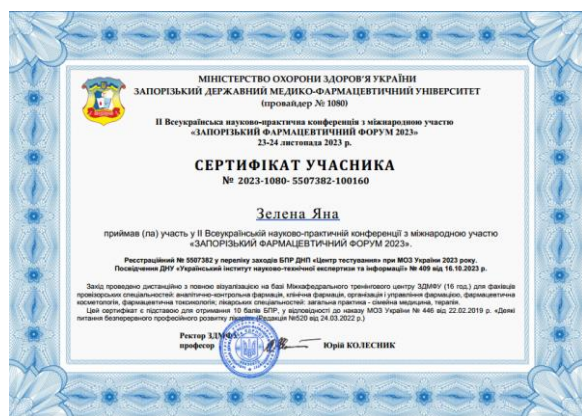 МІНІСТЕРСТВО ОХОРОНИ ЗДОРОВ'Я УКРАЇНИ
ЗАПОРІЗЬКИЙ ДЕРЖАВНИЙ МЕДИКО-ФАРМАЦЕВТИЧНИЙ УНІВЕРСИТЕТ
(провайдер № 1080)
ІІ Всеукраїнська науково-практична конференція з міжнародною участю
«ЗАПОРІЗЬКИЙ ФАРМАЦЕВТИЧНИЙ ФОРУМ 2023»
23-24 листопада 2023 р.
СЕРТИФІКАТ УЧАСНИКА
№ 2023-1080- 5507382-100160
Зелена Яна
приймав (ла) участь у ІІ Всеукраїнській науково-практичній конференції з міжнародною участю
«ЗАПОРІЗЬКИЙ ФАРМАЦЕВТИЧНИЙ ФОРУМ 2023».
Реєстраційний № 5507382 у переліку заходів БПР ДНП «Центр тестування» при МОЗ України 2023 року.
Посвідчення ДНУ «Український інститут науково-технічної експертизи та інформації» № 409 від 16.10.2023 р.
Захід проведено дистанційно з повною візуалізацією на базі Міжкафедрального тренінгового центру ЗДМФУ (16 год.) для фахівців
провізорських спеціальностей: аналітично-контрольна фармація, клінічна фармація, організація і управління фармацією, фармацевтична
косметологія, фармацевтична токсикологія; лікарських спеціальностей: загальна практика - сімейна медицина, терапія.
Цей сертифікат є підставою для отримання 10 балів БПР, у відповідності до наказу МОЗ України № 446 від 22.02.2019 р. «Деякі
питання безперервного професійного розвитку лікарів» (Редакція №520 від 24.03.2022 р.)
Ректор ЗДМФУ
професор Юрій КОЛЕСНИК